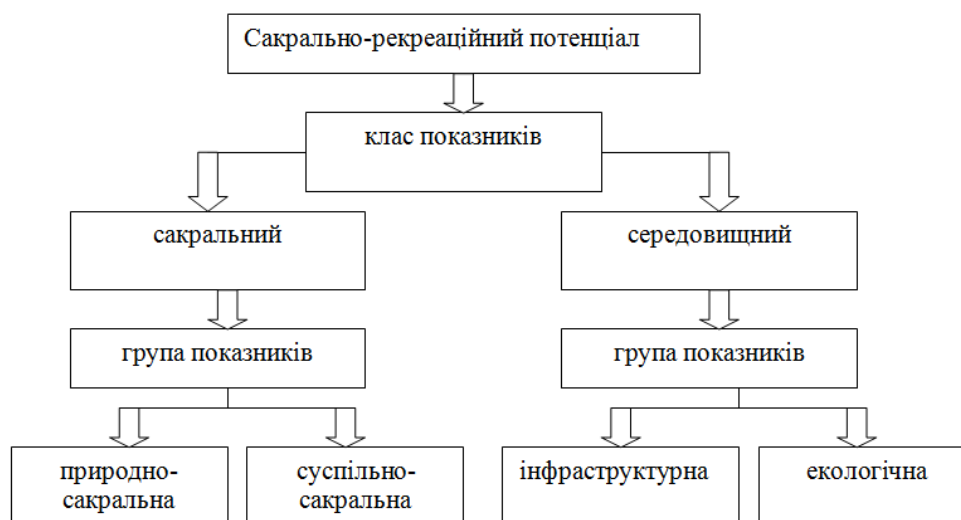 Сакрально-рекреаційний потенціал
клас показників
сакральний
середовищний
група показників
група показників
природно-
сакральна
суспільно-
сакральна
інфраструктурна
екологічна